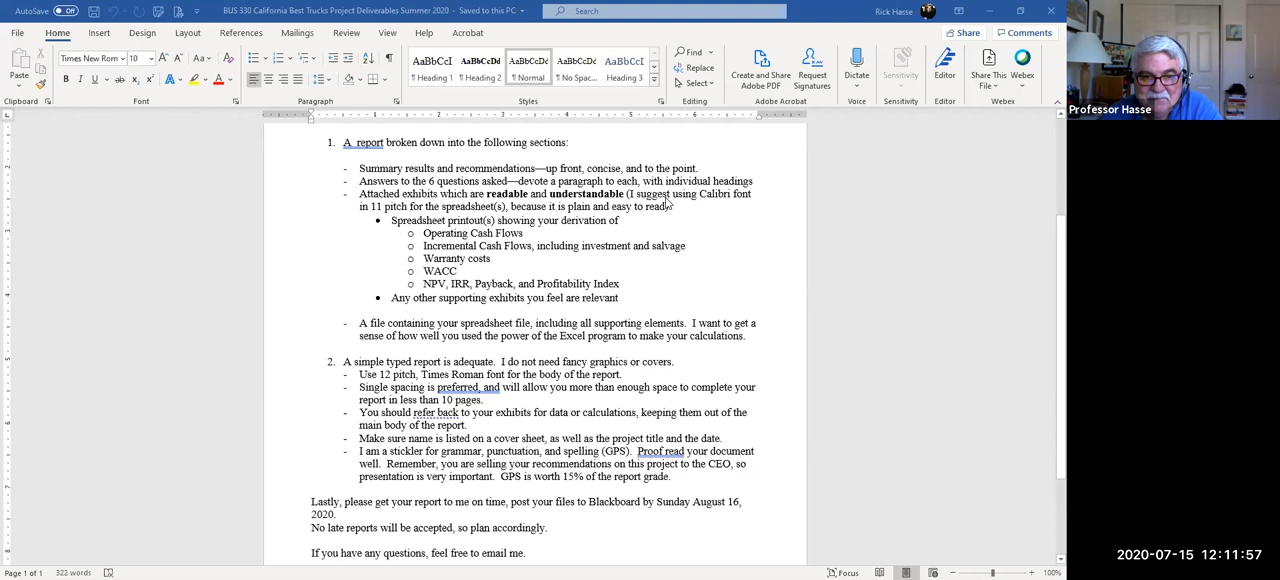 AutoSave Off BUS 330 California Best Trucks Project Deliverables Summer 2020 - Saved to this PC Search Rick Hasse
File Home Insert Draw Design Layout References Mailings Review View Help Acrobat Share Comments
Times New Rom 10 Aa AaBbCcI AaBbCcDd AaBbCcDd AaBbCcDd AaBbCcI Find
Paste B I U ab x x A A Heading 1 Heading 2 Normal No Spac... Heading 3 Replace Create and Share Request Dictate Sensitivity Editor Share This Webex
Select Adobe PDF Signatures File
Clipboard Font Paragraph Styles Editing Adobe Acrobat Voice Sensitivity Editor Webex
Professor Hasse
3 4 5 6
1. A report broken down into the following sections:
- Summary results and recommendations—up front, concise, and to the point.
- Answers to the 6 questions asked—devote a paragraph to each, with individual headings
- Attached exhibits which are readable and understandable (I suggest using Calibri font
in 11 pitch for the spreadsheet(s), because it is plain and easy to read.
• Spreadsheet printout(s) showing your derivation of
o Operating Cash Flows
o Incremental Cash Flows, including investment and salvage
o Warranty costs
o WACC
o NPV, IRR, Payback, and Profitability Index
• Any other supporting exhibits you feel are relevant
- A file containing your spreadsheet file, including all supporting elements. I want to get a
sense of how well you used the power of the Excel program to make your calculations.
2. A simple typed report is adequate. I do not need fancy graphics or covers.
- Use 12 pitch, Times Roman font for the body of the report.
- Single spacing is preferred, and will allow you more than enough space to complete your
report in less than 10 pages.
- You should refer back to your exhibits for data or calculations, keeping them out of the
main body of the report.
- Make sure name is listed on a cover sheet, as well as the project title and the date.
- I am a stickler for grammar, punctuation, and spelling (GPS). Proof read your document
well. Remember, you are selling your recommendations on this project to the CEO, so
presentation is very important. GPS is worth 15% of the report grade.
Lastly, please get your report to me on time, post your files to Blackboard by Sunday August 16,
2020.
No late reports will be accepted, so plan accordingly.
If you have any questions, feel free to email me.
2020-07-15 12:11:57
Page 1 of 1 322 words Focus 100%